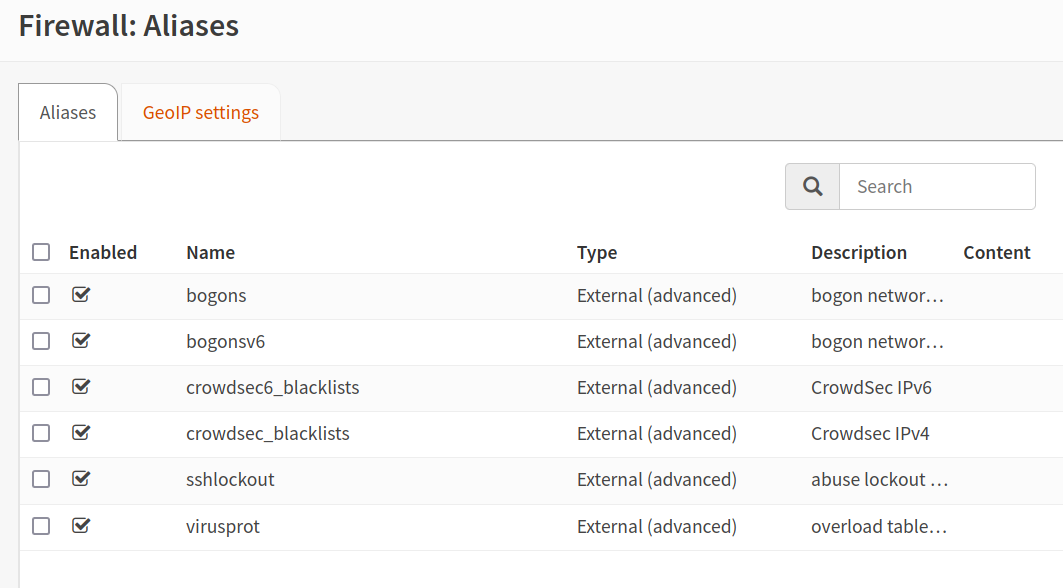 Firewall: Aliases
Aliases GeoIP settings
Search
Enabled Name Type Description Content
bogons External (advanced) bogon networ…
bogonsv6 External (advanced) bogon networ…
crowdsec6_blacklists External (advanced) CrowdSec IPv6
crowdsec_blacklists External (advanced) Crowdsec IPv4
sshlockout External (advanced) abuse lockout …
virusprot External (advanced) overload table…